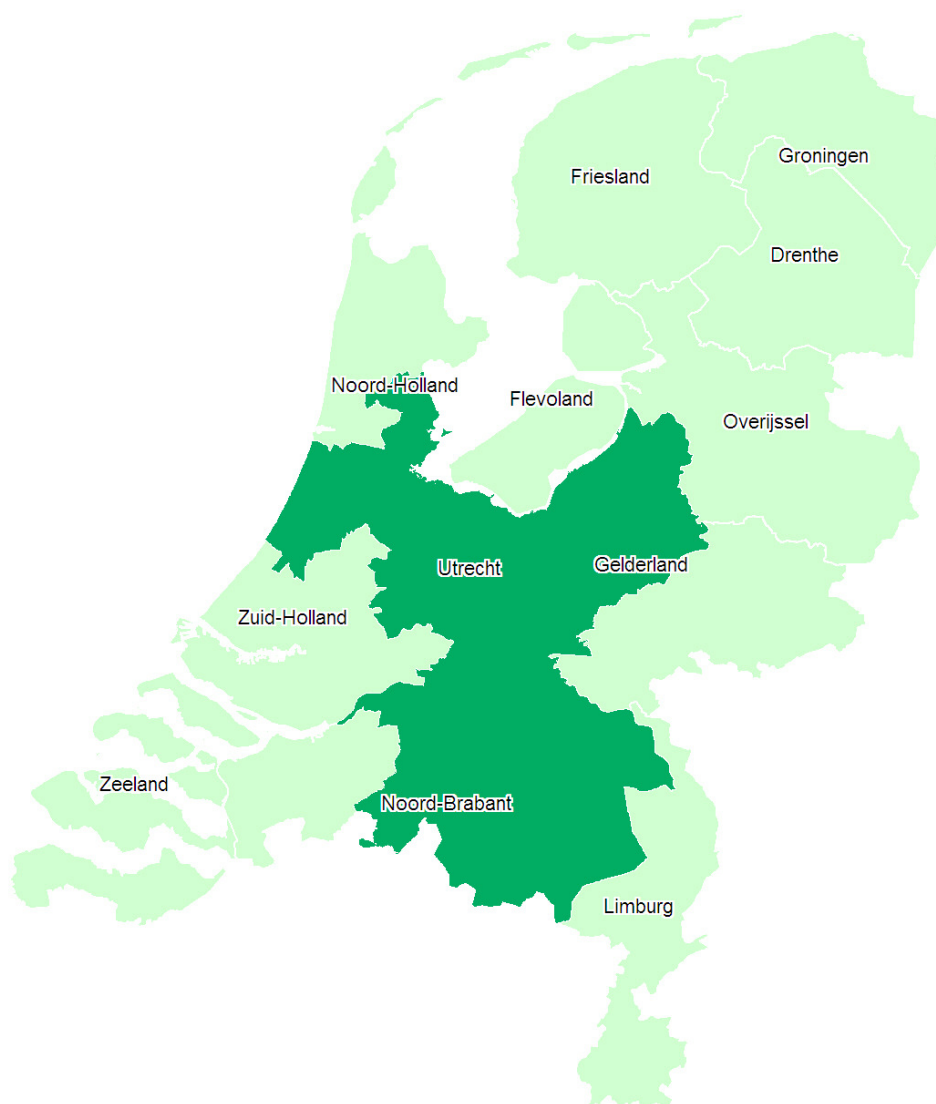 Groningen
Friesland
Drenthe
Noord-Holland
Flevoland
Overijssel
Utrecht
Gelderland
Zuid-Holland
Zeeland
Noord-Brabant
Limburg